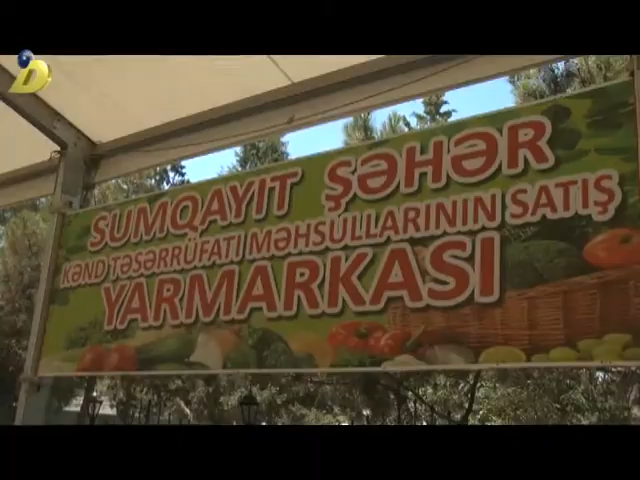 SUMQAYIT ŞƏHƏR
KƏND TƏSƏRRÜFATI MƏHSULLARININ SATIŞ
YARMARKASI
D